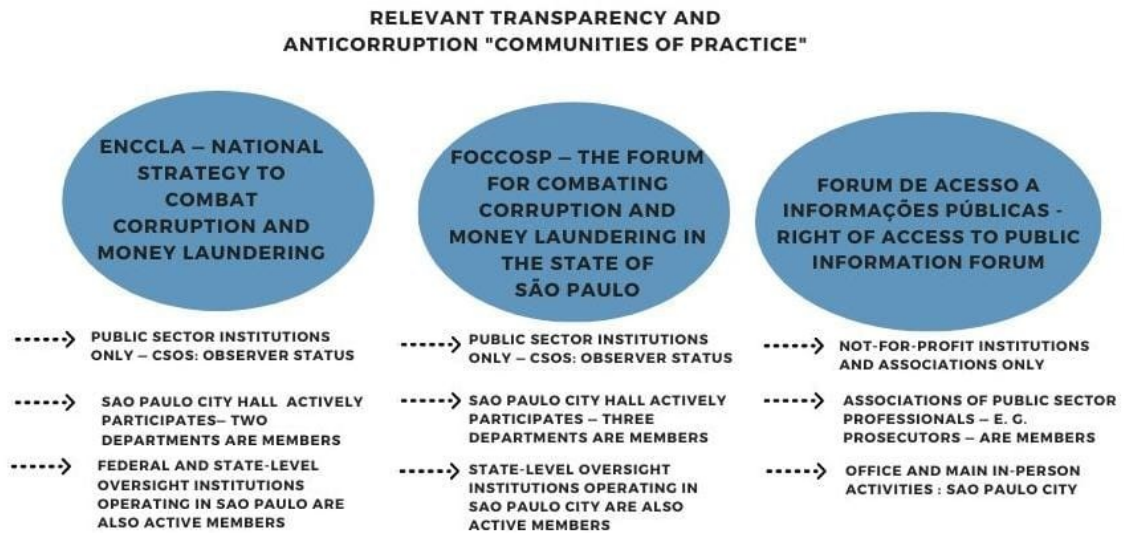 RELEVANT TRANSPARENCY AND
ANTICORRUPTION "COMMUNITIES OF PRACTICE"
ENCCLA – NATIONAL
STRATEGY TO
COMBAT
CORRUPTION AND
MONEY LAUNDERING
PUBLIC SECTOR INSTITUTIONS
ONLY – CSOS: OBSERVER STATUS
SAO PAULO CITY HALL ACTIVELY
PARTICIPATES– TWO
DEPARTMENTS ARE MEMBERS
FEDERAL AND STATE-LEVEL
OVERSIGHT INSTITUTIONS
OPERATING IN SAO PAULO ARE
ALSO ACTIVE MEMBERS
FOCCOSP – THE FORUM
FOR COMBATING
CORRUPTION AND
MONEY LAUNDERING IN
THE STATE OF
SÃO PAULO
PUBLIC SECTOR INSTITUTIONS
ONLY – CSOS: OBSERVER STATUS
SAO PAULO CITY HALL ACTIVELY
PARTICIPATES – THREE
DEPARTMENTS ARE MEMBERS
STATE-LEVEL OVERSIGHT
INSTITUTIONS OPERATING IN
SAO PAULO CITY ARE ALSO
ACTIVE MEMBERS
FORUM DE ACESSO A
INFORMAÇÕES PÚBLICAS -
RIGHT OF ACCESS TO PUBLIC
INFORMATION FORUM
NOT-FOR-PROFIT INSTITUTIONS
AND ASSOCIATIONS ONLY
ASSOCIATIONS OF PUBLIC SECTOR
PROFESSIONALS – E. G.
PROSECUTORS – ARE MEMBERS
OFFICE AND MAIN IN-PERSON
ACTIVITIES : SAO PAULO CITY